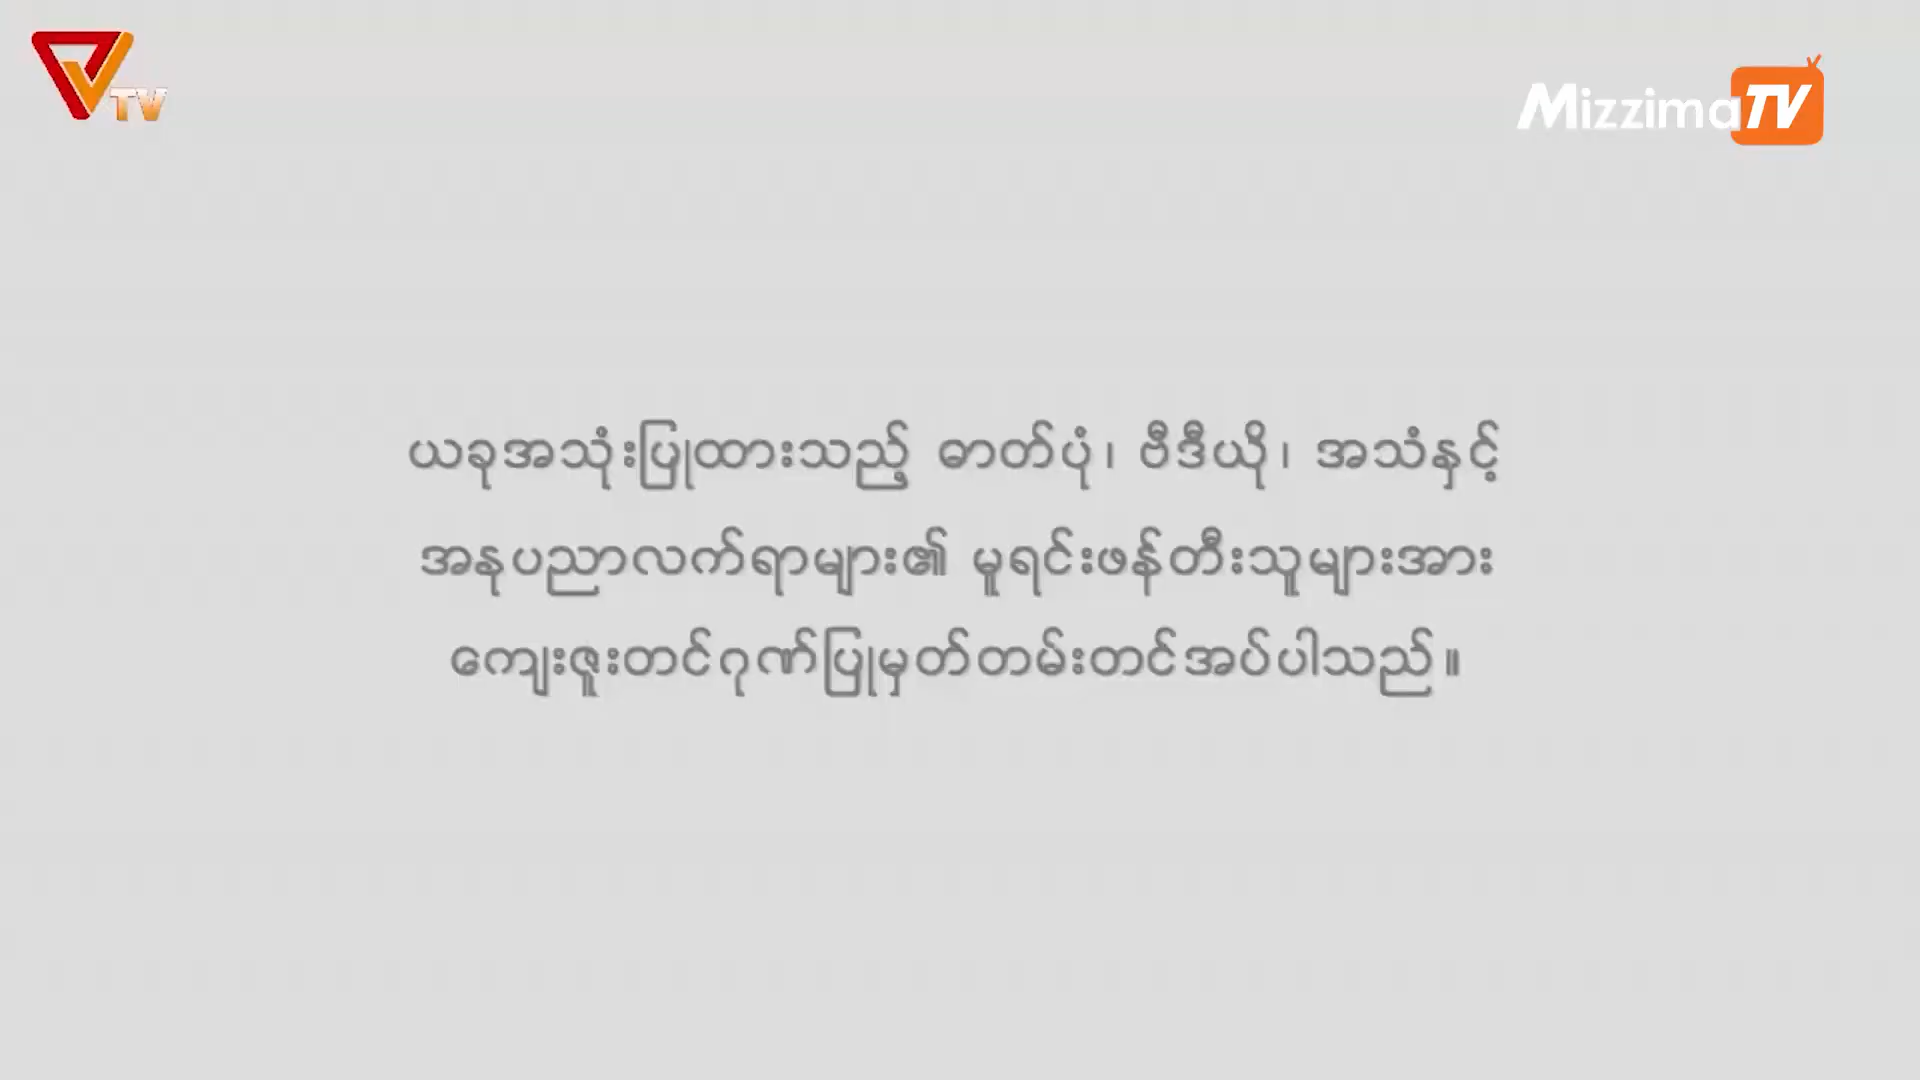 TV
MizzimaTV
ယခုအသုံးပြုထားသည့် ဓာတ်ပုံ၊ ဗီဒီယို၊ အသံနှင့်
အနုပညာလက်ရာများ၏ မူရင်းဖန်တီးသူများအား
ကျေးဇူးတင်ဂုဏ်ပြုမှတ်တမ်းတင်အပ်ပါသည်။